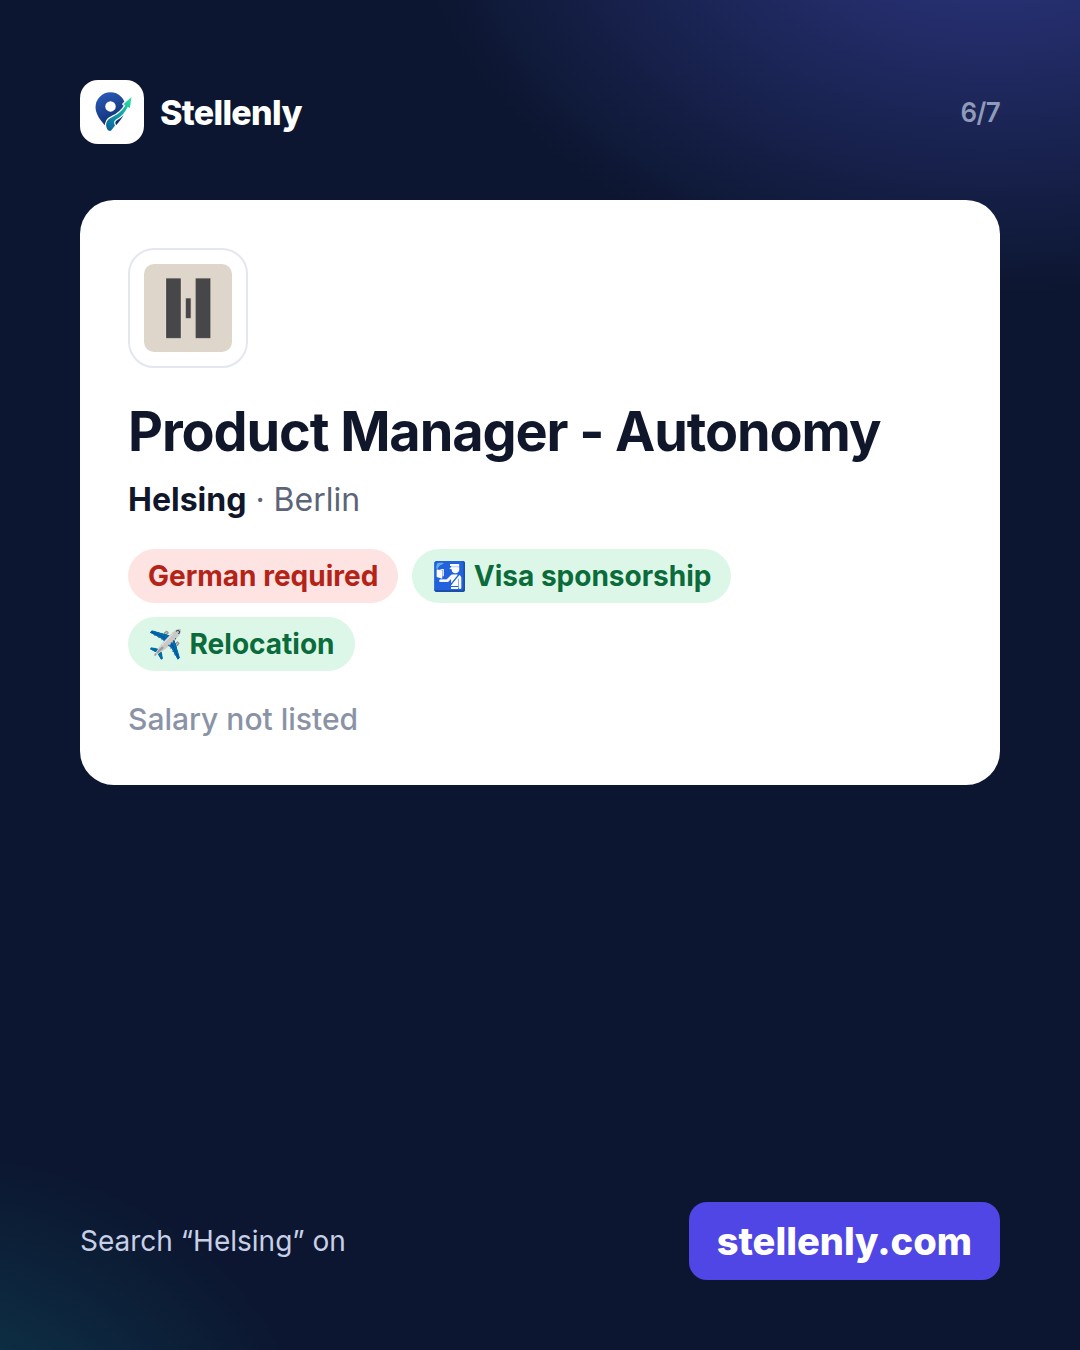 Stellenly
6/7
Product Manager - Autonomy
Helsing · Berlin
German required
🛂 Visa sponsorship
✈️ Relocation
Salary not listed
Search “Helsing” on
stellenly.com